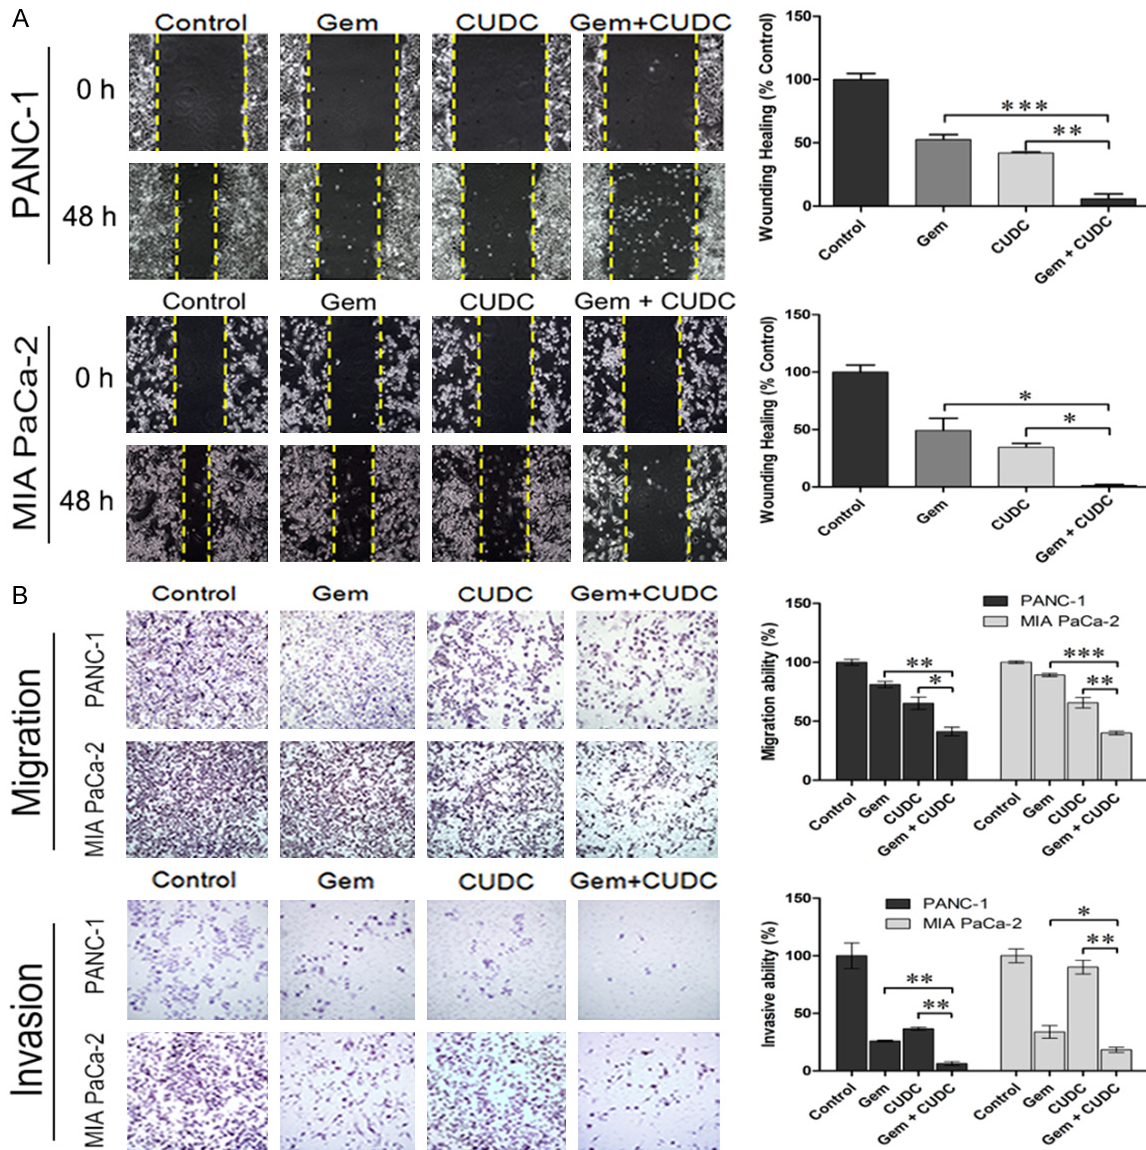 A
Control Gem CUDC Gem+CUDC
PANC-1
0 h
48 h
Wounding Healing (% Control)
150
100
50
0
***
**
Control Gem CUDC Gem + CUDC
Control Gem CUDC Gem + CUDC
MIA PaCa-2
0 h
48 h
Wounding Healing (% Control)
150
100
50
0
*
*
Control Gem CUDC Gem + CUDC
B
Control Gem CUDC Gem+CUDC
Migration
PANC-1
MIA PaCa-2
Migration ability (%)
150
100
50
0
PANC-1
MIA PaCa-2
** ***
* **
Control Gem CUDC Gem + CUDC Control Gem CUDC Gem + CUDC
Control Gem CUDC Gem+CUDC
Invasion
PANC-1
MIA PaCa-2
Invasive ability (%)
150
100
50
0
PANC-1
MIA PaCa-2
*
**
**
**
Control Gem CUDC Gem + CUDC Control Gem CUDC Gem + CUDC